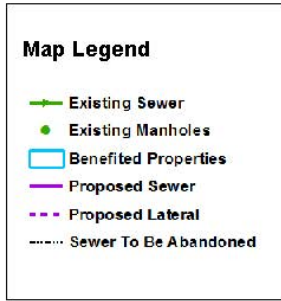 Map Legend
Existing Sewer
Existing Manholes
Benefited Properties
Proposed Sewer
Proposed Lateral
Sewer To Be Abandoned